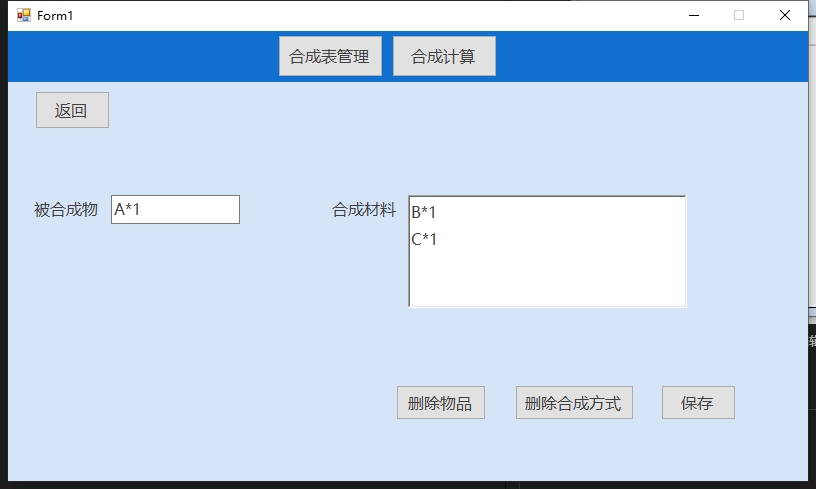 Form1
合成表管理 合成计算
返回
被合成物 A*1 合成材料 B*1
C*1
删除物品 删除合成方式 保存